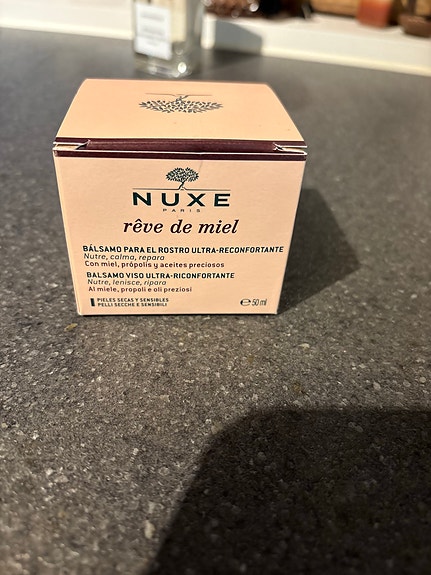 NUXE
PARIS
rêve de miel
BÁLSAMO PARA EL ROSTRO ULTRA-RECONFORTANTE
Nutre, calma, repara
Con miel, própolis y aceites preciosos
BALSAMO VISO ULTRA-RICONFORTANTE
Nutre, lenisce, ripara
Al miele, propoli e oli preziosi
PIELES SECAS Y SENSIBLES
PELLI SECCHE E SENSIBILI
℮ 50 ml